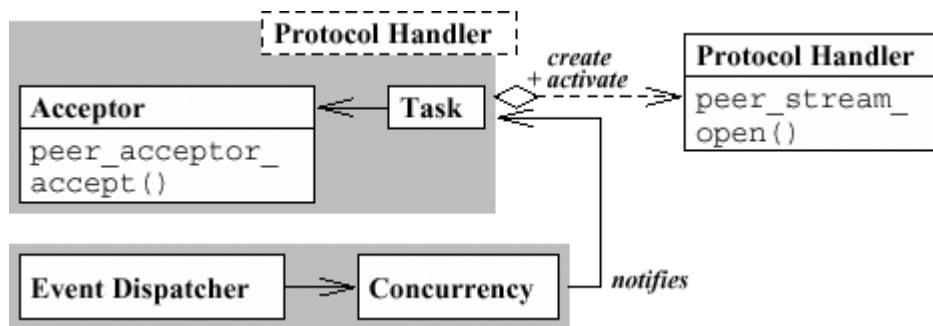 Protocol Handler
create
+ activate
Protocol Handler
peer_stream_
open()
Acceptor
peer_acceptor_
accept()
Task
Event Dispatcher
Concurrency
notifies